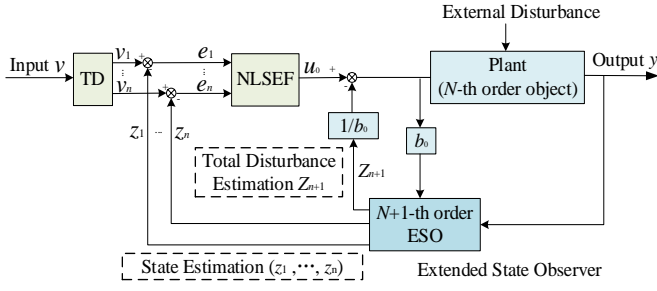 External Disturbance
Input v
TD
v₁
⋮
vₙ
+
-
+
-
e₁
⋮
eₙ
NLSEF
u₀
+
-
Plant
(N-th order object)
Output y
z₁ ... zₙ
1/b₀
b₀
Total Disturbance
Estimation Zₙ₊₁
Zₙ₊₁
N+1-th order
ESO
State Estimation (z₁ ,⋯, zₙ)
Extended State Observer